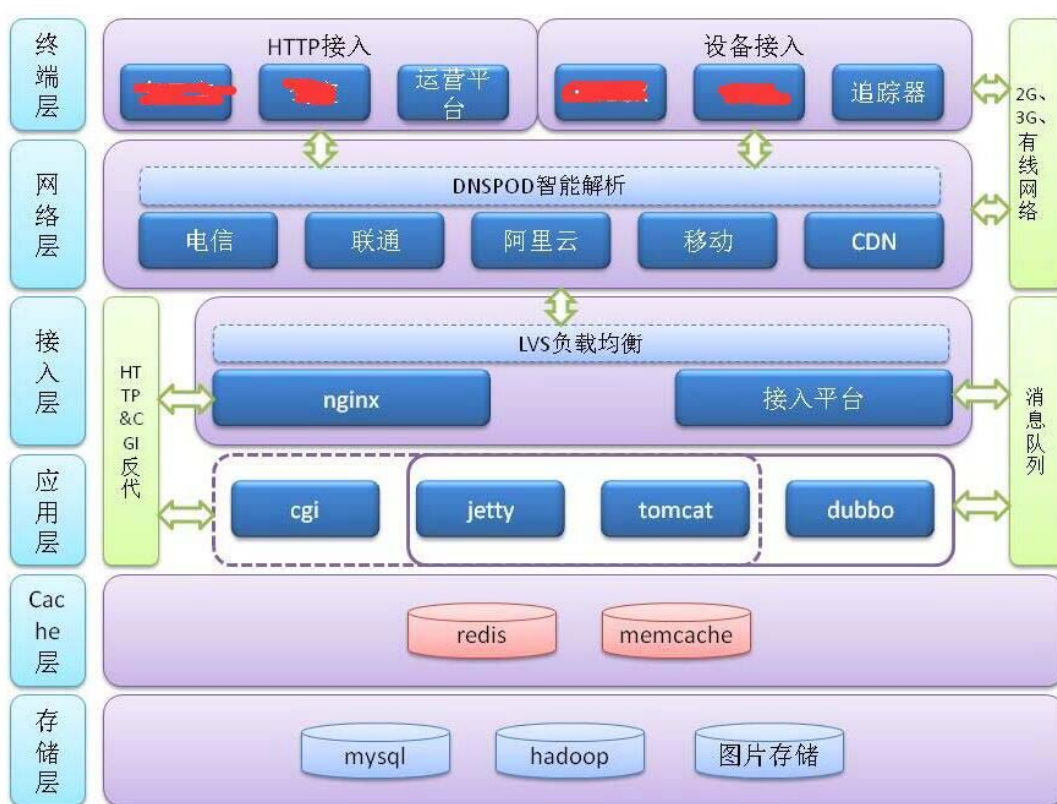 终
端
层
HTTP接入
设备接入
运营平
台
追踪器
2G、
3G、
有
线
网
络
网
络
层
DNSPOD智能解析
电信
联通
阿里云
移动
CDN
接
入
层
HT
TP
&C
GI
反
代
LVS负载均衡
nginx
接入平台
消
息
队
列
应
用
层
cgi
jetty
tomcat
dubbo
Cac
he
层
redis
memcache
存
储
层
mysql
hadoop
图片存储